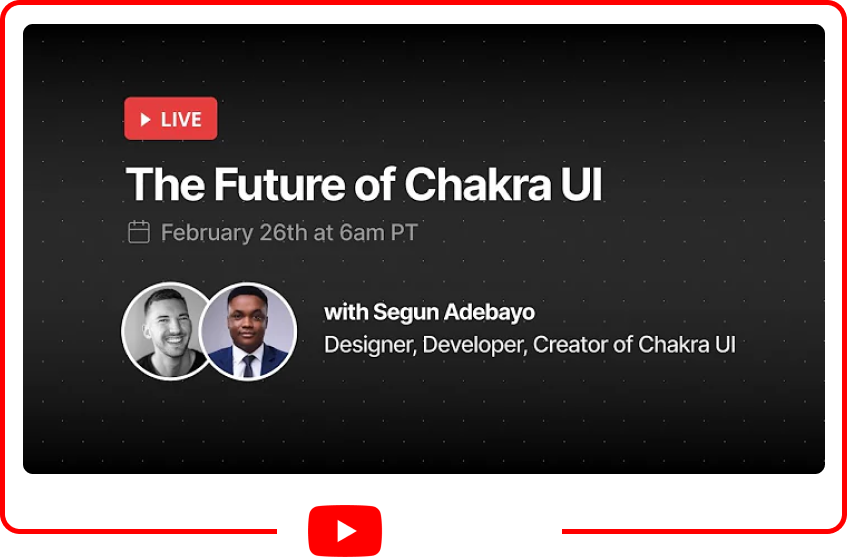 LIVE
The Future of Chakra UI
February 26th at 6am PT
with Segun Adebayo
Designer, Developer, Creator of Chakra UI